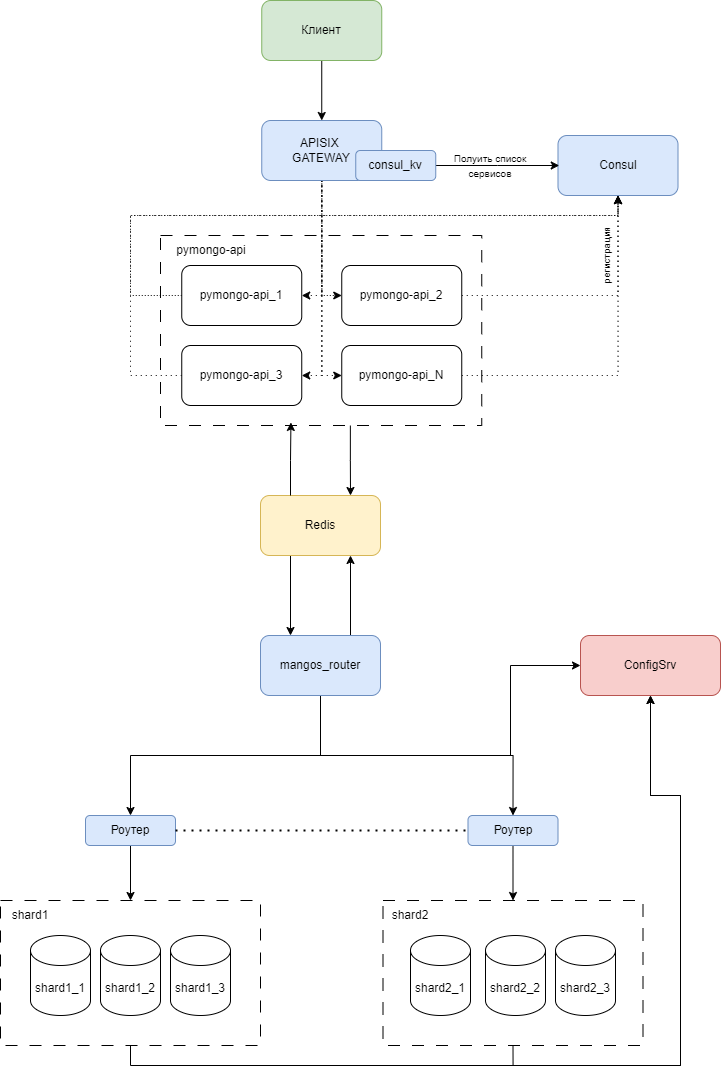 Клиент
APISIX
GATEWAY
consul_kv
Полуить список
сервисов
Consul
регистрация
pymongo-api
pymongo-api_1
pymongo-api_2
pymongo-api_3
pymongo-api_N
Redis
mangos_router
ConfigSrv
Роутер
Роутер
shard1
shard2
shard1_1
shard1_2
shard1_3
shard2_1
shard2_2
shard2_3